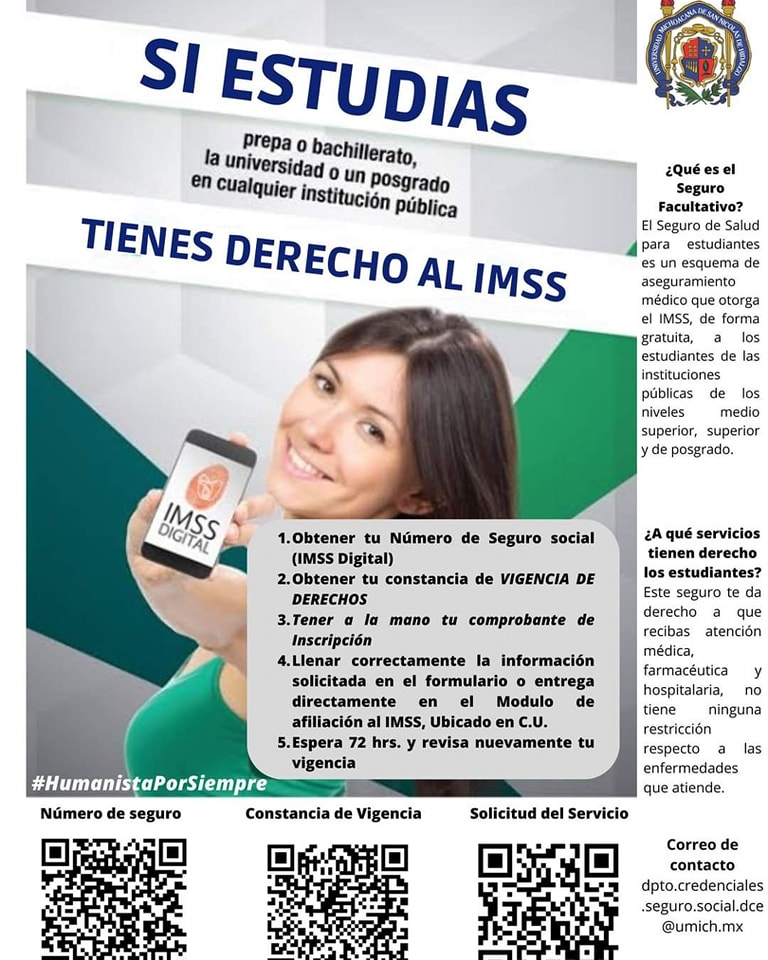 SI ESTUDIAS
prepa o bachillerato,
la universidad o un posgrado
en cualquier institución pública
TIENES DERECHO AL IMSS
IMSS
DIGITAL
1.Obtener tu Número de Seguro social
(IMSS Digital)
2.Obtener tu constancia de VIGENCIA DE
DERECHOS
3.Tener a la mano tu comprobante de
Inscripción
4.Llenar correctamente la información
solicitada en el formulario o entrega
directamente en el Modulo de
afiliación al IMSS, Ubicado en C.U.
5.Espera 72 hrs. y revisa nuevamente tu
vigencia
#HumanistaPorSiempre
Número de seguro
Constancia de Vigencia
Solicitud del Servicio
UNIVERSIDAD MICHOACANA DE SAN NICOLÁS DE HIDALGO
¿Qué es el
Seguro
Facultativo?
El Seguro de Salud
para estudiantes
es un esquema de
aseguramiento
médico que otorga
el IMSS, de forma
gratuita, a los
estudiantes de las
instituciones
públicas de los
niveles medio
superior, superior
y de posgrado.
¿A qué servicios
tienen derecho
los estudiantes?
Este seguro te da
derecho a que
recibas atención
médica,
farmacéutica y
hospitalaria, no
tiene ninguna
restricción
respecto a las
enfermedades
que atiende.
Correo de
contacto
dpto.credenciales
.seguro.social.dce
@umich.mx